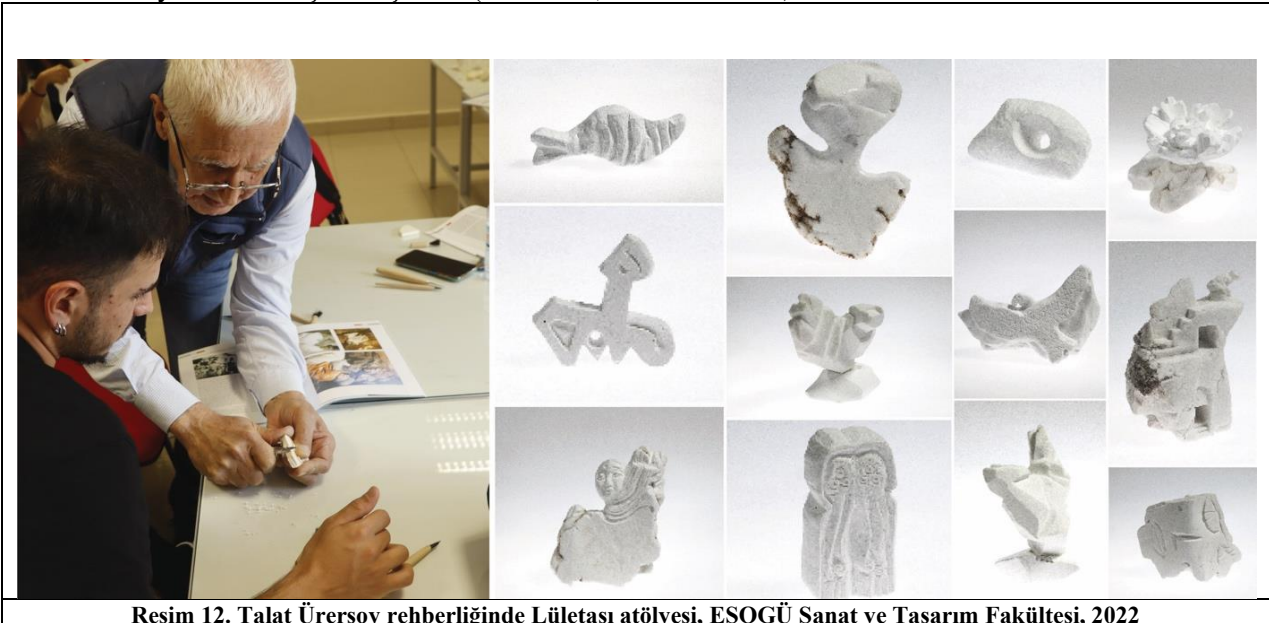 Resim 12. Talat Ürersoy rehberliğinde Lületaşı atölyesi, ESOGÜ Sanat ve Tasarım Fakültesi, 2022